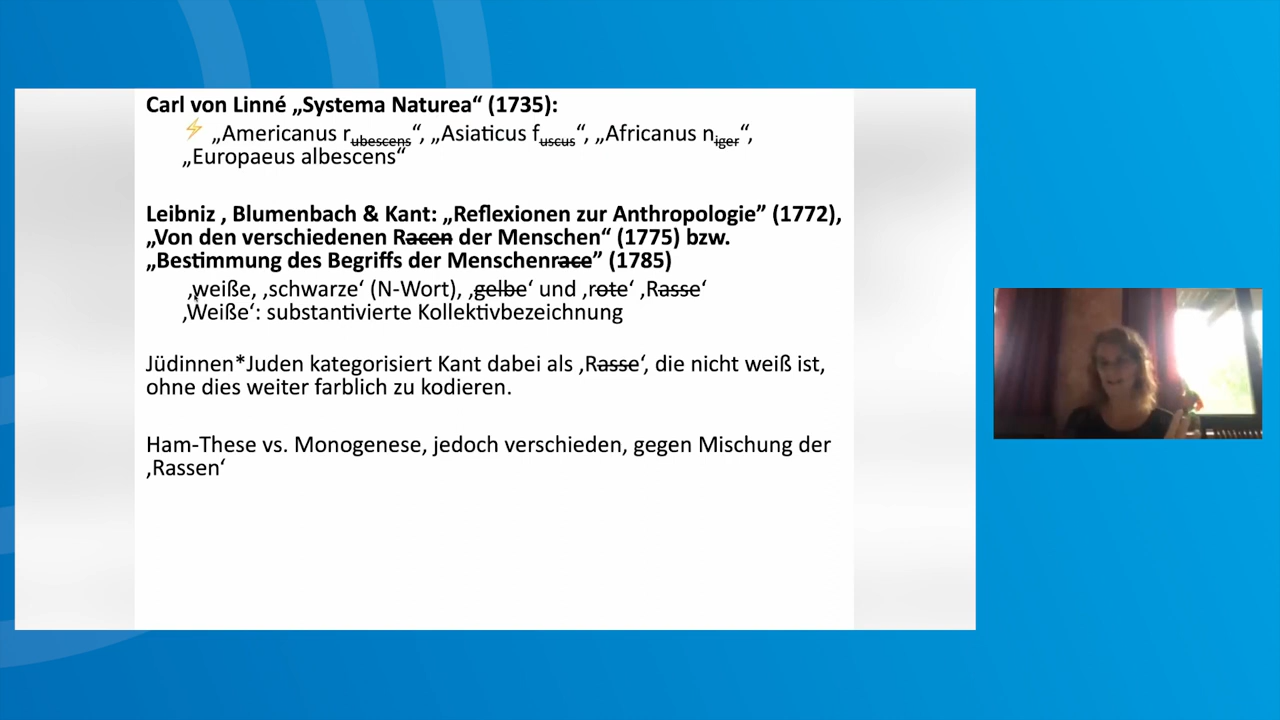 Carl von Linné „Systema Naturea“ (1735):
⚡ „Americanus rubescens“, „Asiaticus fuscus“, „Africanus niger“,
„Europaeus albescens“
Leibniz , Blumenbach & Kant: „Reflexionen zur Anthropologie” (1772),
„Von den verschiedenen Racen der Menschen“ (1775) bzw.
„Bestimmung des Begriffs der Menschenrace” (1785)
‚weiße, ‚schwarze‘ (N-Wort), ‚gelbe‘ und ‚rote‘ ‚Rasse‘
‚Weiße‘: substantivierte Kollektivbezeichnung
Jüdinnen*Juden kategorisiert Kant dabei als ‚Rasse‘, die nicht weiß ist,
ohne dies weiter farblich zu kodieren.
Ham-These vs. Monogenese, jedoch verschieden, gegen Mischung der
‚Rassen‘